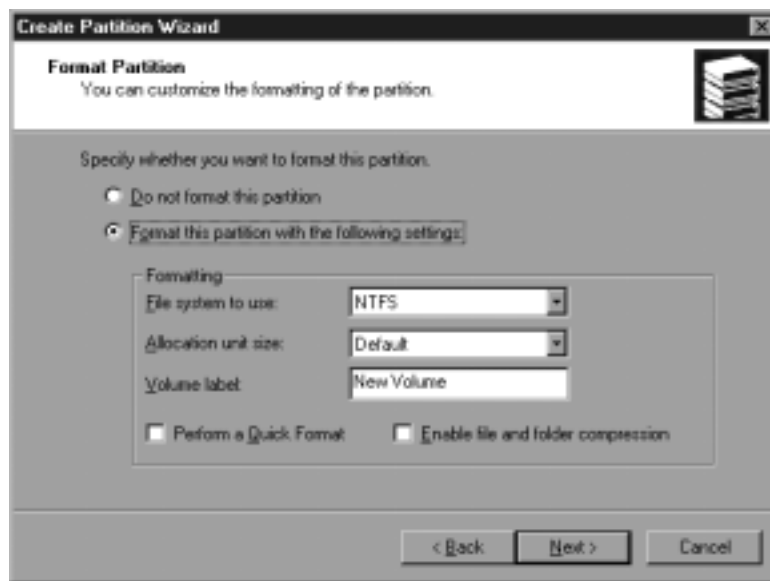 Create Partition Wizard
Format Partition
You can customize the formatting of the partition.
Specify whether you want to format this partition.
Do not format this partition
Format this partition with the following settings:
Formatting
File system to use: NTFS
Allocation unit size: Default
Volume label: New Volume
Perform a Quick Format Enable file and folder compression
< Back Next > Cancel